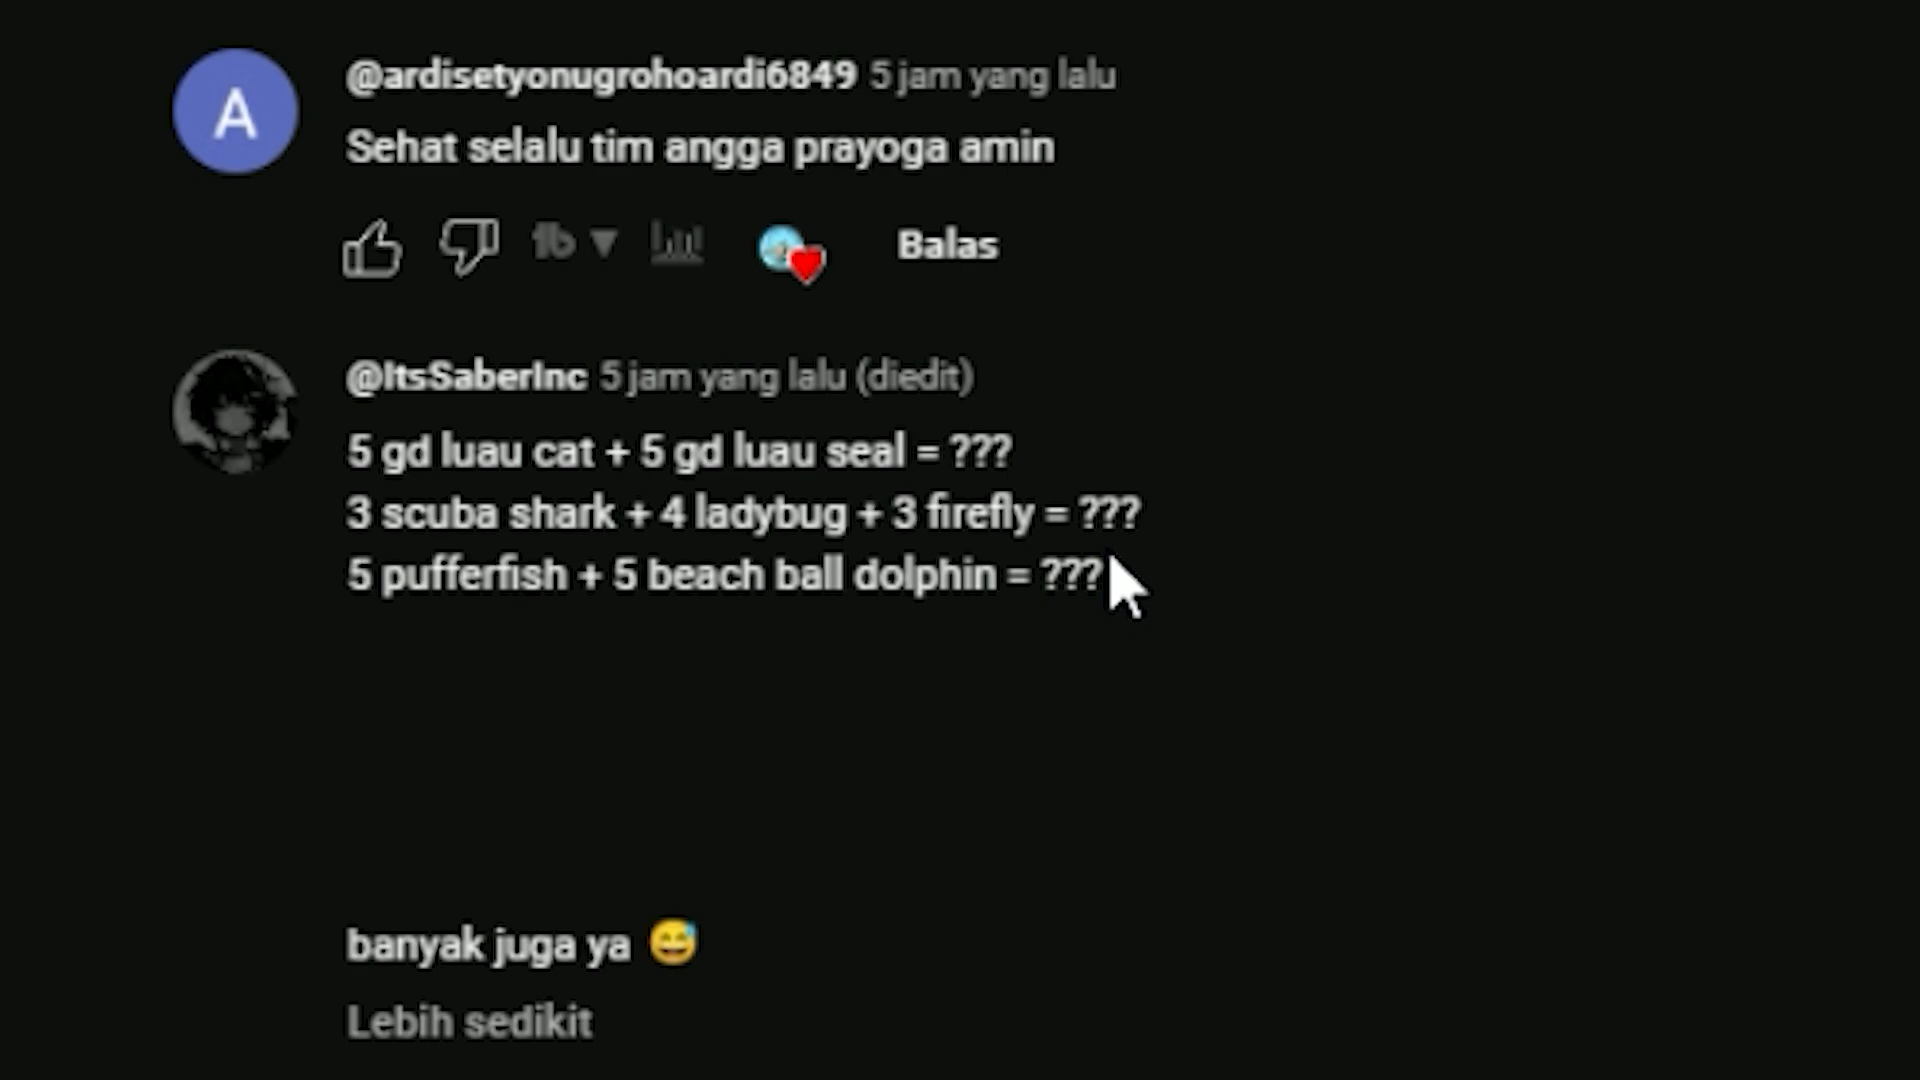 A
@ardisetyonugrohoardi6849 5 jam yang lalu
Sehat selalu tim angga prayoga amin
Balas
@ItsSaberInc 5 jam yang lalu (diedit)
5 gd luau cat + 5 gd luau seal = ???
3 scuba shark + 4 ladybug + 3 firefly = ???
5 pufferfish + 5 beach ball dolphin = ???
banyak juga ya 😅
Lebih sedikit